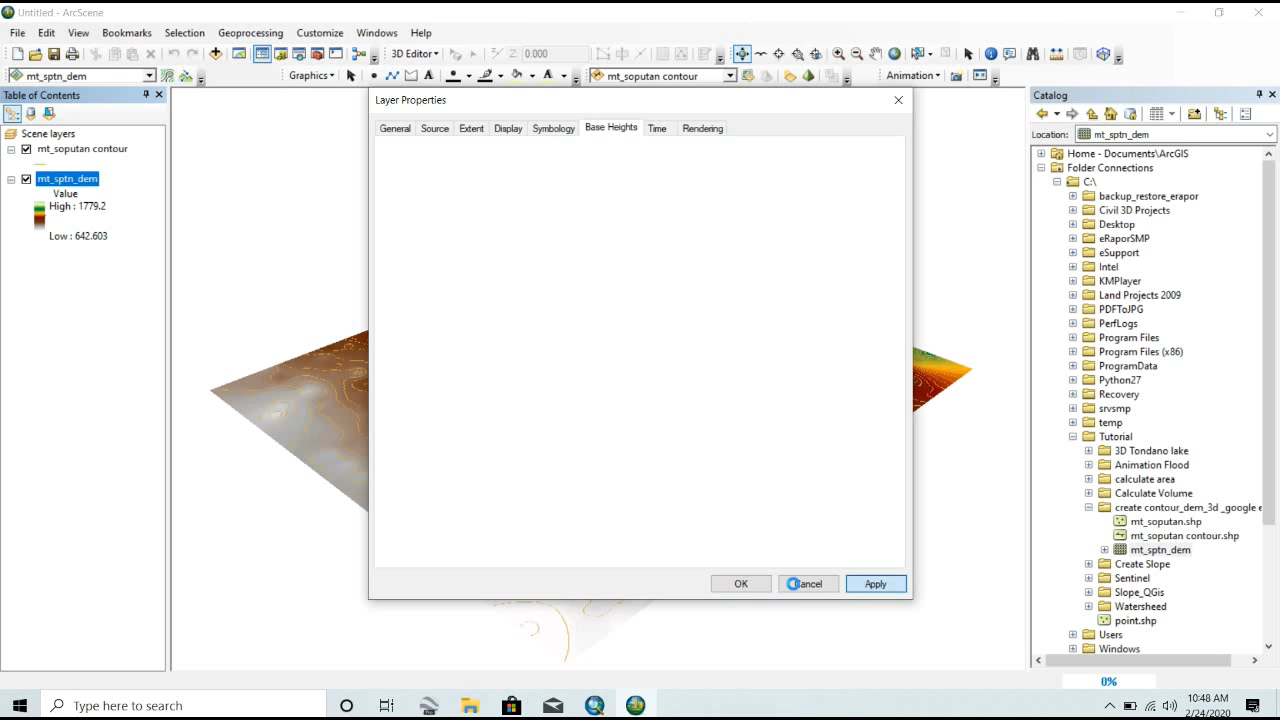 Untitled - ArcScene
File Edit View Bookmarks Selection Geoprocessing Customize Windows Help
3D Editor 0.000
mt_sptn_dem Graphics A A mt_soputan contour Animation
Table of Contents
Scene layers
mt_soputan contour
mt_sptn_dem
Value
High : 1779.2
Low : 642.603
Layer Properties
General Source Extent Display Symbology Base Heights Time Rendering
OK Cancel Apply
Catalog
Location: mt_sptn_dem
Home - Documents\ArcGIS
Folder Connections
C:\
backup_restore_erapor
Civil 3D Projects
Desktop
eRaporSMP
eSupport
Intel
KMPlayer
Land Projects 2009
PDFToJPG
PerfLogs
Program Files
Program Files (x86)
ProgramData
Python27
Recovery
srvsmp
temp
Tutorial
3D Tondano lake
Animation Flood
calculate area
Calculate Volume
create contour_dem_3d _google e
mt_soputan.shp
mt_soputan contour.shp
mt_sptn_dem
Create Slope
Sentinel
Slope_QGis
Watersheed
point.shp
Users
Windows
0%
Type here to search
10:48 AM
2/24/2020